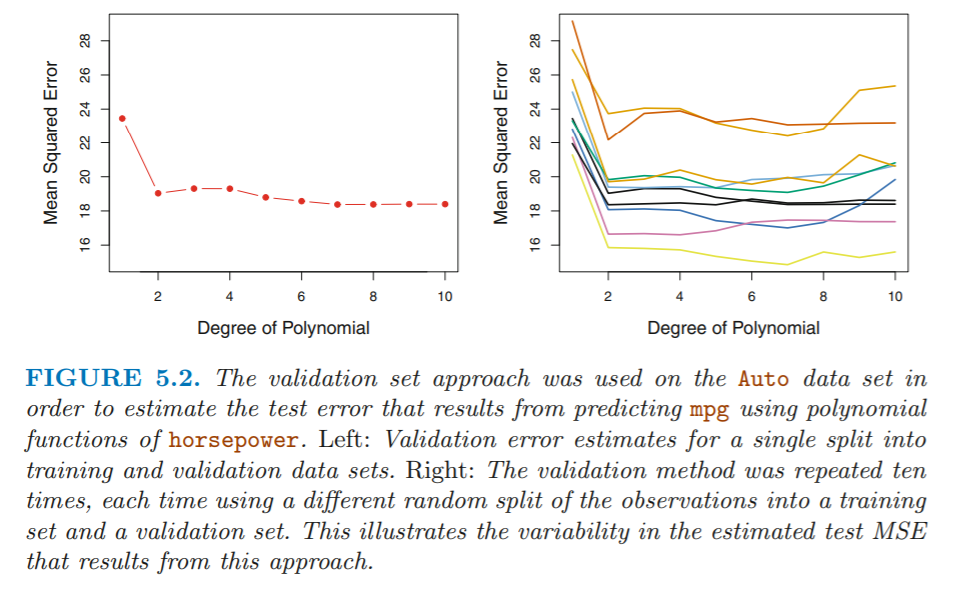 Mean Squared Error
16 18 20 22 24 26 28
2 4 6 8 10
Degree of Polynomial
Mean Squared Error
16 18 20 22 24 26 28
2 4 6 8 10
Degree of Polynomial
FIGURE 5.2. The validation set approach was used on the Auto data set in
order to estimate the test error that results from predicting mpg using polynomial
functions of horsepower. Left: Validation error estimates for a single split into
training and validation data sets. Right: The validation method was repeated ten
times, each time using a different random split of the observations into a training
set and a validation set. This illustrates the variability in the estimated test MSE
that results from this approach.